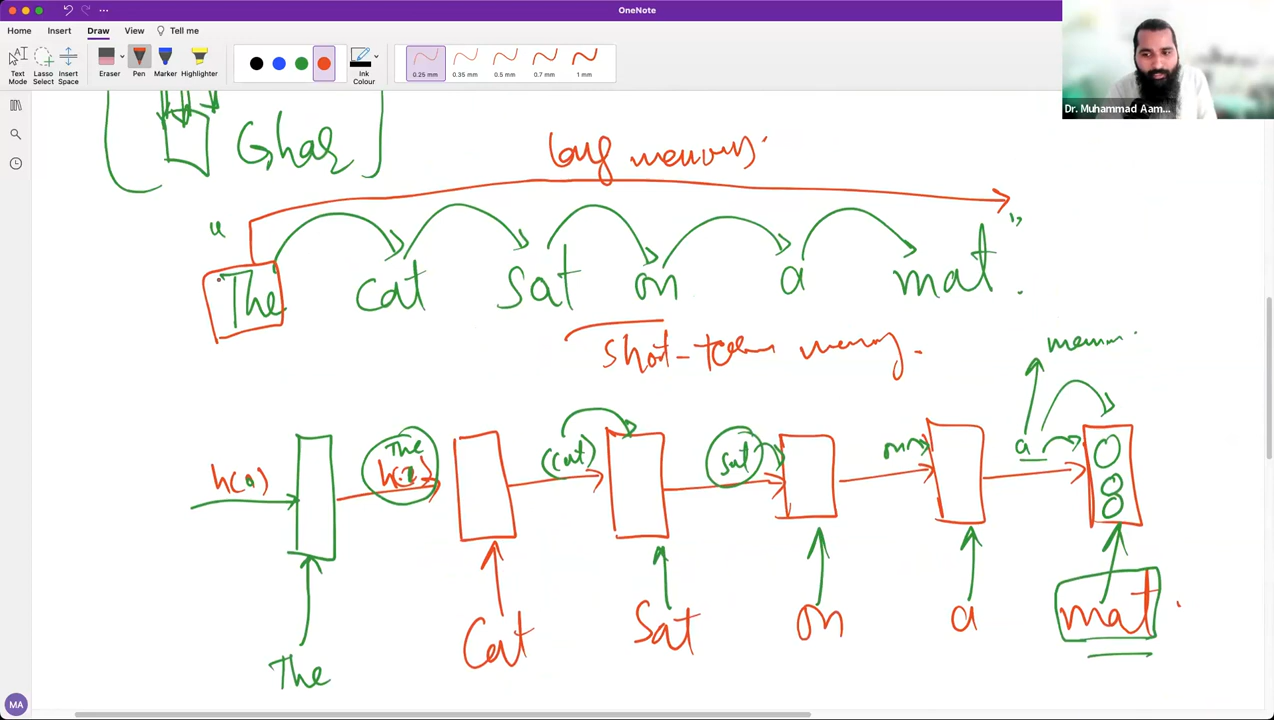 OneNote
Home Insert Draw View Tell me
Text Mode
Lasso Select
Insert Space
Eraser
Pen
Marker
Highlighter
Ink Colour
0.25 mm
0.35 mm
0.5 mm
0.7 mm
1 mm
Dr. Muhammad Aam...
Ghar
long memory.
"The cat sat on a mat".
Short-term memory.
memory
The
h(0) (cat) sat a
The Cat Sat on a mat.
MA